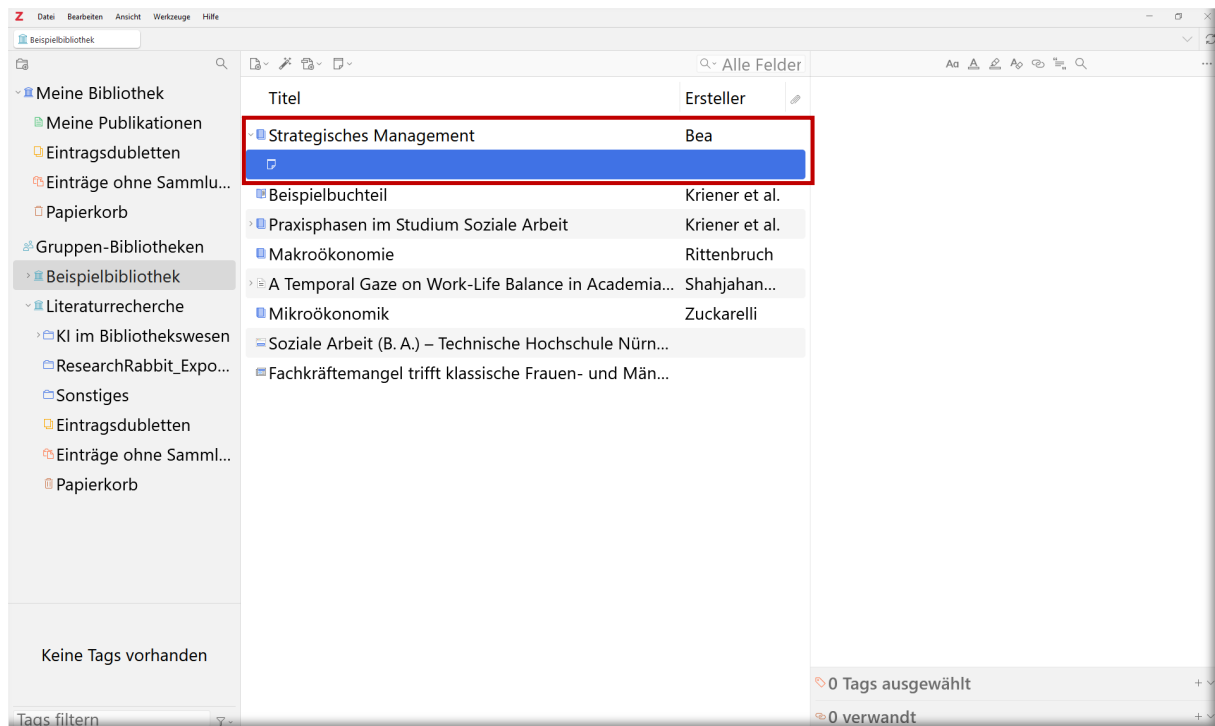 Z Datei Bearbeiten Ansicht Werkzeuge Hilfe
Beispielbibliothek
Alle Felder
Meine Bibliothek
Meine Publikationen
Eintragsdubletten
Einträge ohne Sammlu...
Papierkorb
Gruppen-Bibliotheken
Beispielbibliothek
Literaturrecherche
KI im Bibliothekswesen
ResearchRabbit_Expo...
Sonstiges
Eintragsdubletten
Einträge ohne Samml...
Papierkorb
Keine Tags vorhanden
Tags filtern
Titel Ersteller
Strategisches Management Bea
Beispielbuchteil Kriener et al.
Praxisphasen im Studium Soziale Arbeit Kriener et al.
Makroökonomie Rittenbruch
A Temporal Gaze on Work-Life Balance in Academia... Shahjahan...
Mikroökonomik Zuckarelli
Soziale Arbeit (B. A.) – Technische Hochschule Nürn...
Fachkräftemangel trifft klassische Frauen- und Män...
Aa A
0 Tags ausgewählt
0 verwandt